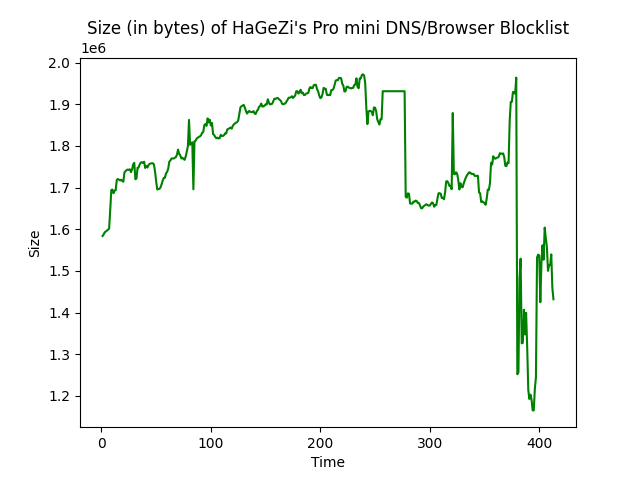 Size (in bytes) of HaGeZi's Pro mini DNS/Browser Blocklist
1e6
2.0
1.9
1.8
1.7
1.6
1.5
1.4
1.3
1.2
Size
0 100 200 300 400
Time